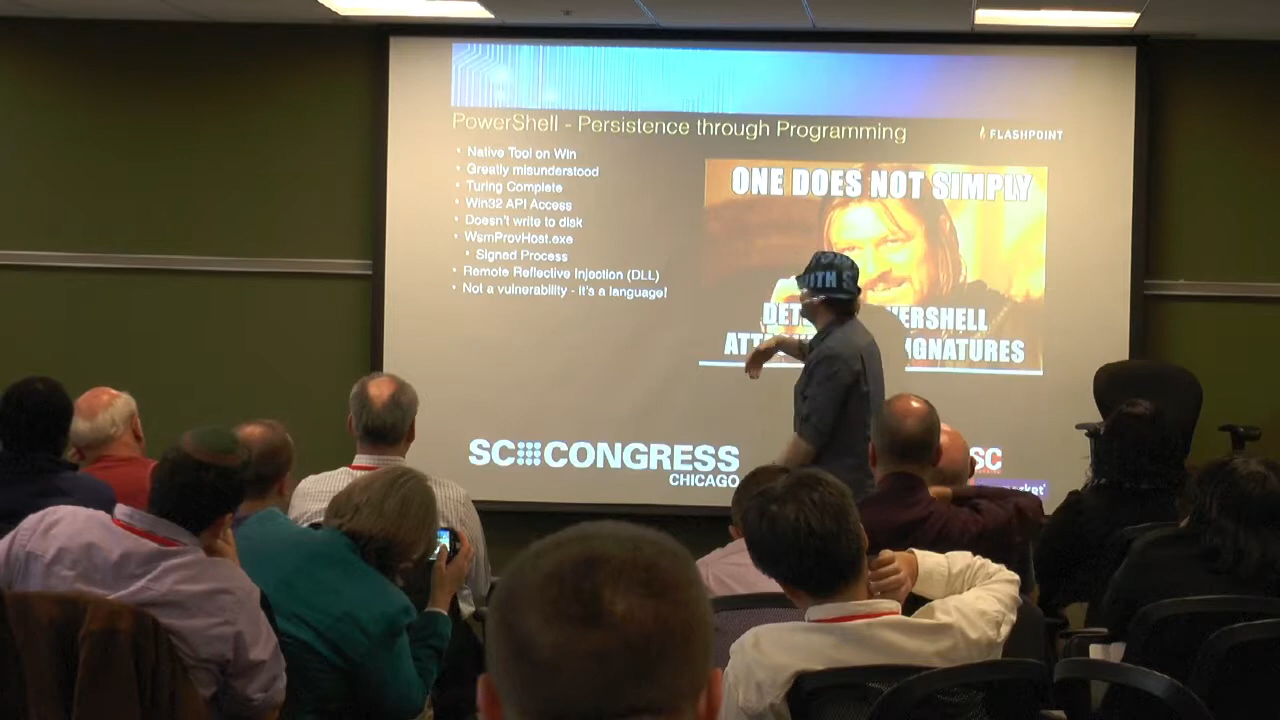 PowerShell - Persistence through Programming
FLASHPOINT
• Native Tool on Win
• Greatly misunderstood
• Turing Complete
• Win32 API Access
• Doesn't write to disk
• WsmProvHost.exe
• Signed Process
• Remote Reflective Injection (DLL)
• Not a vulnerability - it's a language!
ONE DOES NOT SIMPLY
WITH S
SC CONGRESS
CHICAGO
SC